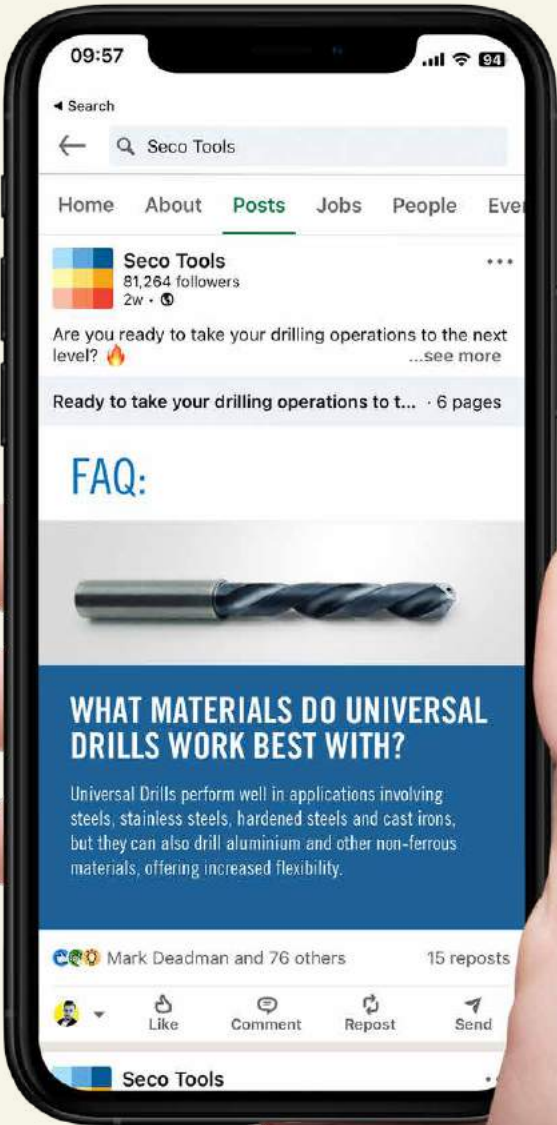 09:57
94
◄ Search
Seco Tools
Home About Posts Jobs People Eve
Seco Tools
81,264 followers
2w •
Are you ready to take your drilling operations to the next
level? 🔥 ...see more
Ready to take your drilling operations to t... · 6 pages
FAQ:
WHAT MATERIALS DO UNIVERSAL
DRILLS WORK BEST WITH?
Universal Drills perform well in applications involving
steels, stainless steels, hardened steels and cast irons,
but they can also drill aluminium and other non-ferrous
materials, offering increased flexibility.
Mark Deadman and 76 others 15 reposts
Like Comment Repost Send
Seco Tools